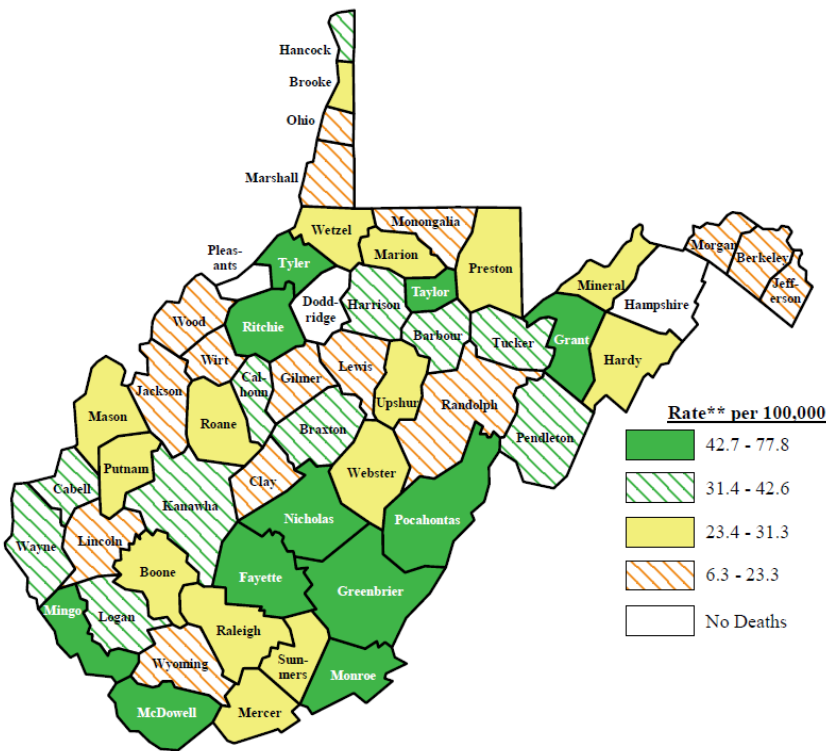 Hancock
Brooke
Ohio
Marshall
Wetzel
Monongalia
Marion
Preston
Morgan
Berkeley
Jeff-
erson
Pleas-
ants
Tyler
Taylor
Mineral
Hampshire
Dodd-
ridge
Harrison
Wood
Ritchie
Barbour
Tucker
Grant
Wirt
Hardy
Jackson
Cal-
houn
Gilmer
Lewis
Upshur
Randolph
Mason
Roane
Braxton
Pendleton
Putnam
Webster
Cabell
Kanawha
Clay
Nicholas
Pocahontas
Wayne
Lincoln
Boone
Fayette
Greenbrier
Mingo
Logan
Raleigh
Wyoming
Sum-
mers
Monroe
McDowell
Mercer
Rate** per 100,000
42.7 - 77.8
31.4 - 42.6
23.4 - 31.3
6.3 - 23.3
No Deaths